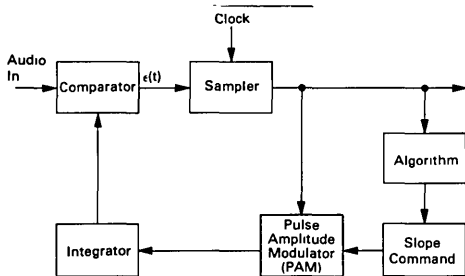 Clock
Audio
In
Comparator
ϵ(t)
Sampler
Algorithm
Integrator
Pulse
Amplitude
Modulator
(PAM)
Slope
Command